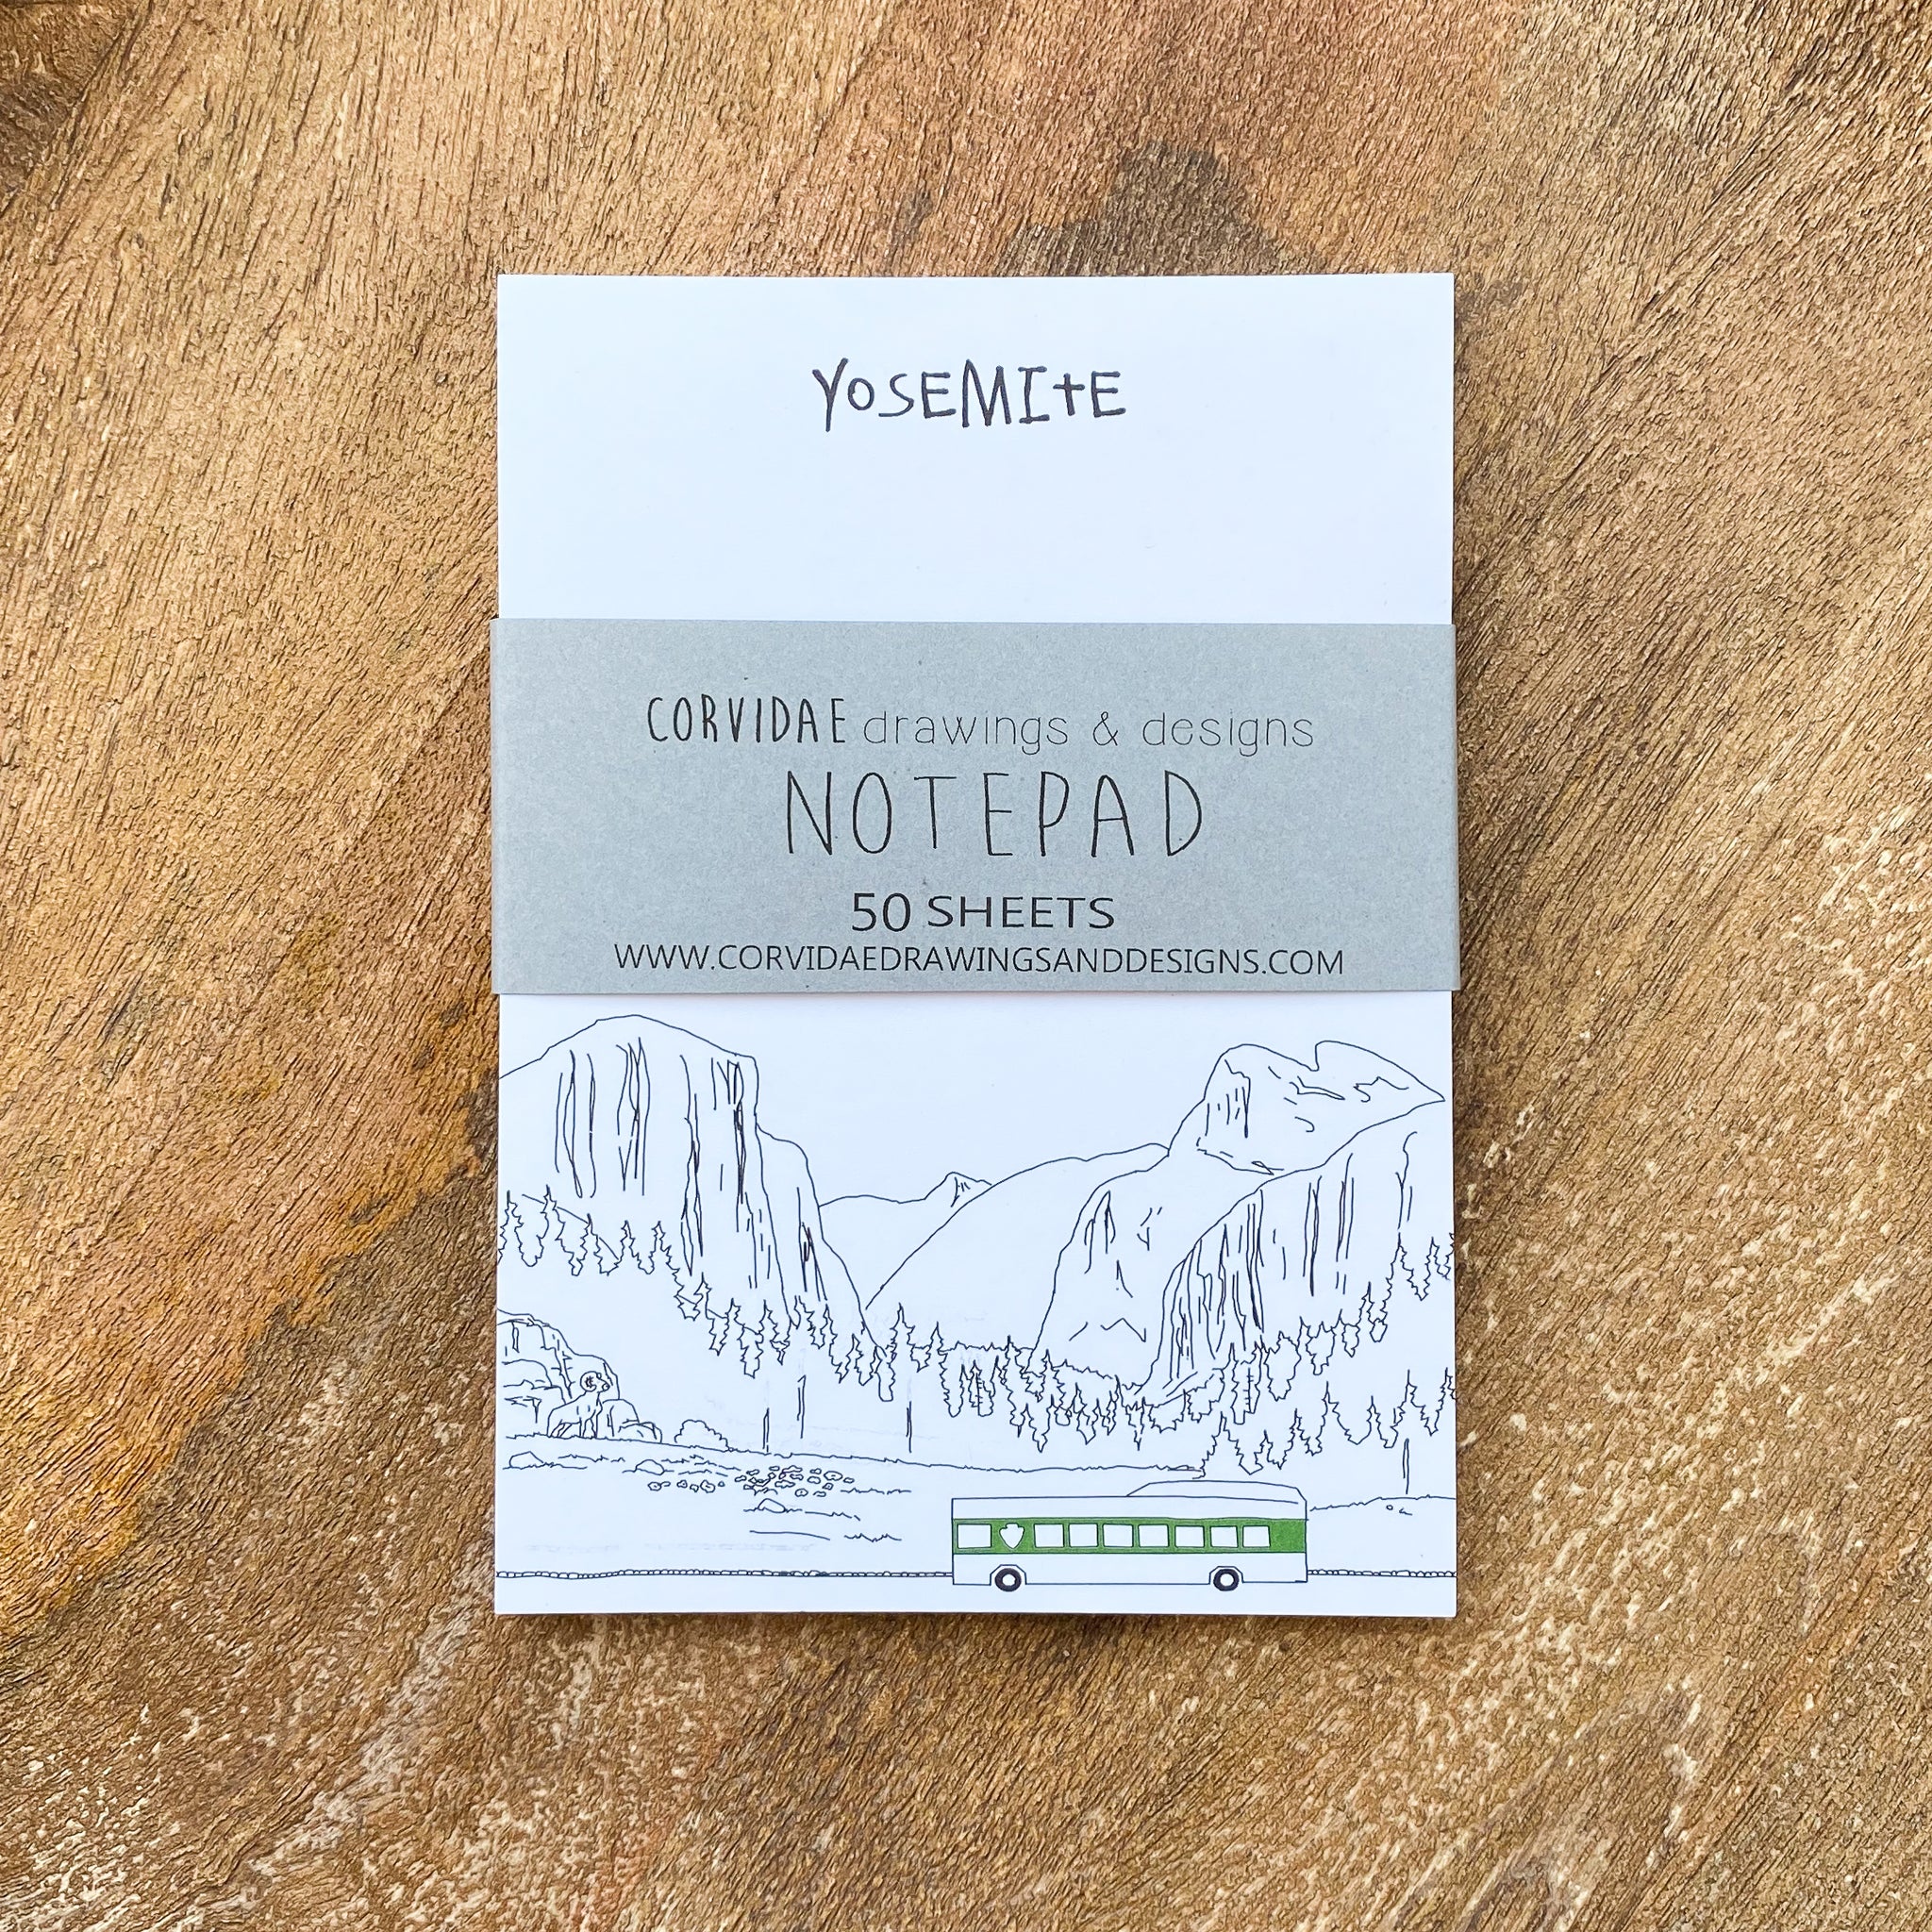 YOSEMItE
CORVIDAE drawings & designs
NOTEPAD
50 SHEETS
WWW.CORVIDAEDRAWINGSANDDESIGNS.COM